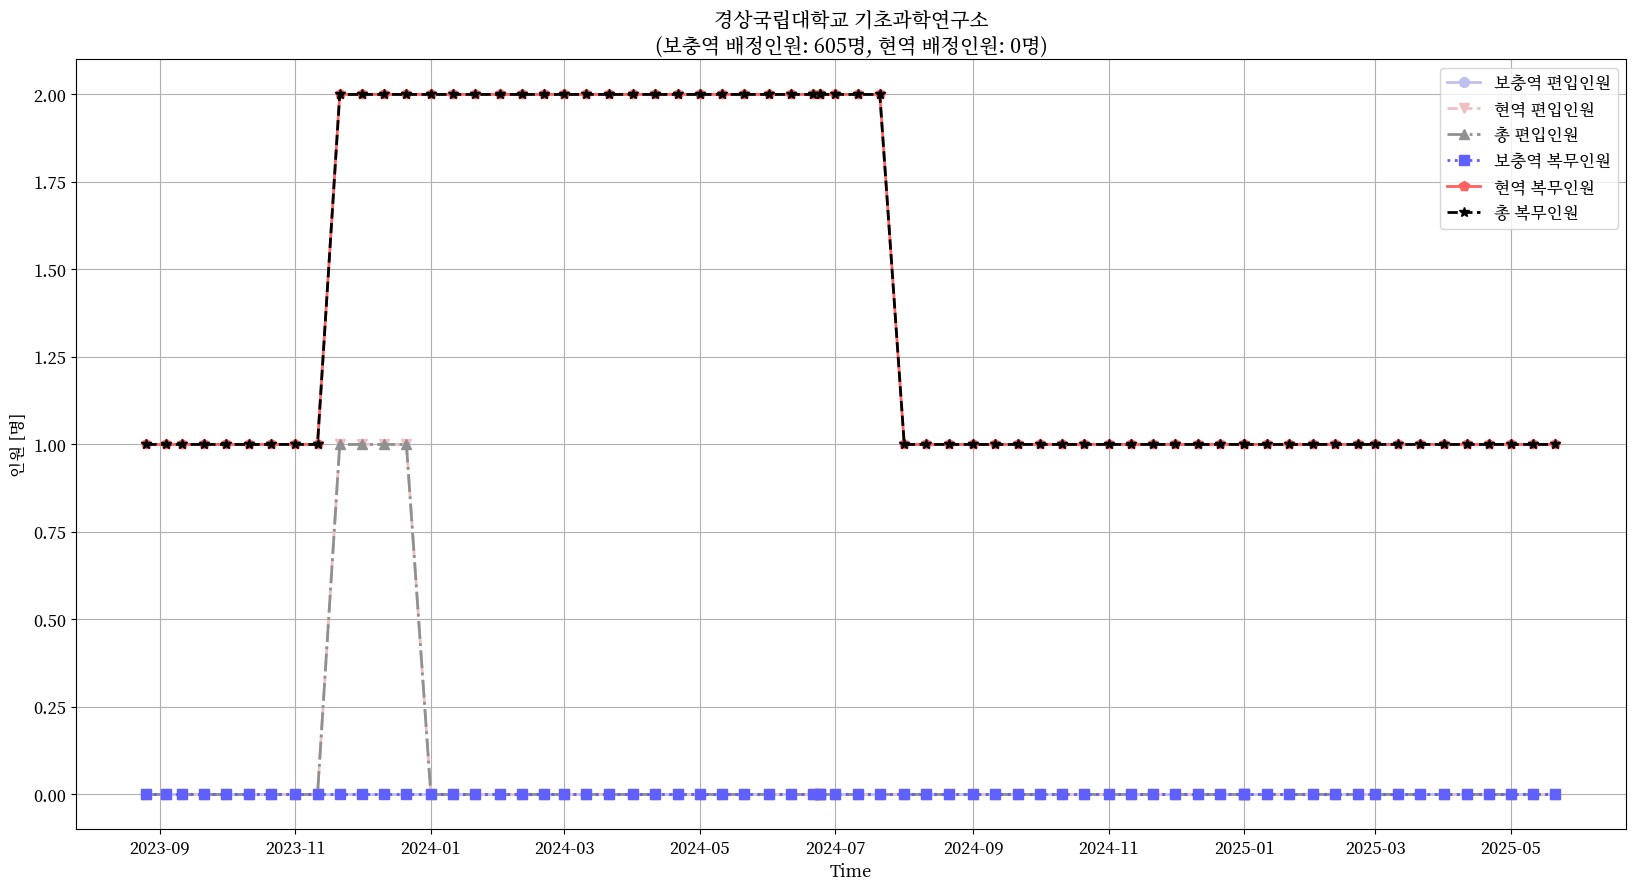 경상국립대학교 기초과학연구소
(보충역 배정인원: 605명, 현역 배정인원: 0명)
보충역 편입인원
현역 편입인원
총 편입인원
보충역 복무인원
현역 복무인원
총 복무인원
인원 [명]
2.00
1.75
1.50
1.25
1.00
0.75
0.50
0.25
0.00
2023-09
2023-11
2024-01
2024-03
2024-05
2024-07
2024-09
2024-11
2025-01
2025-03
2025-05
Time